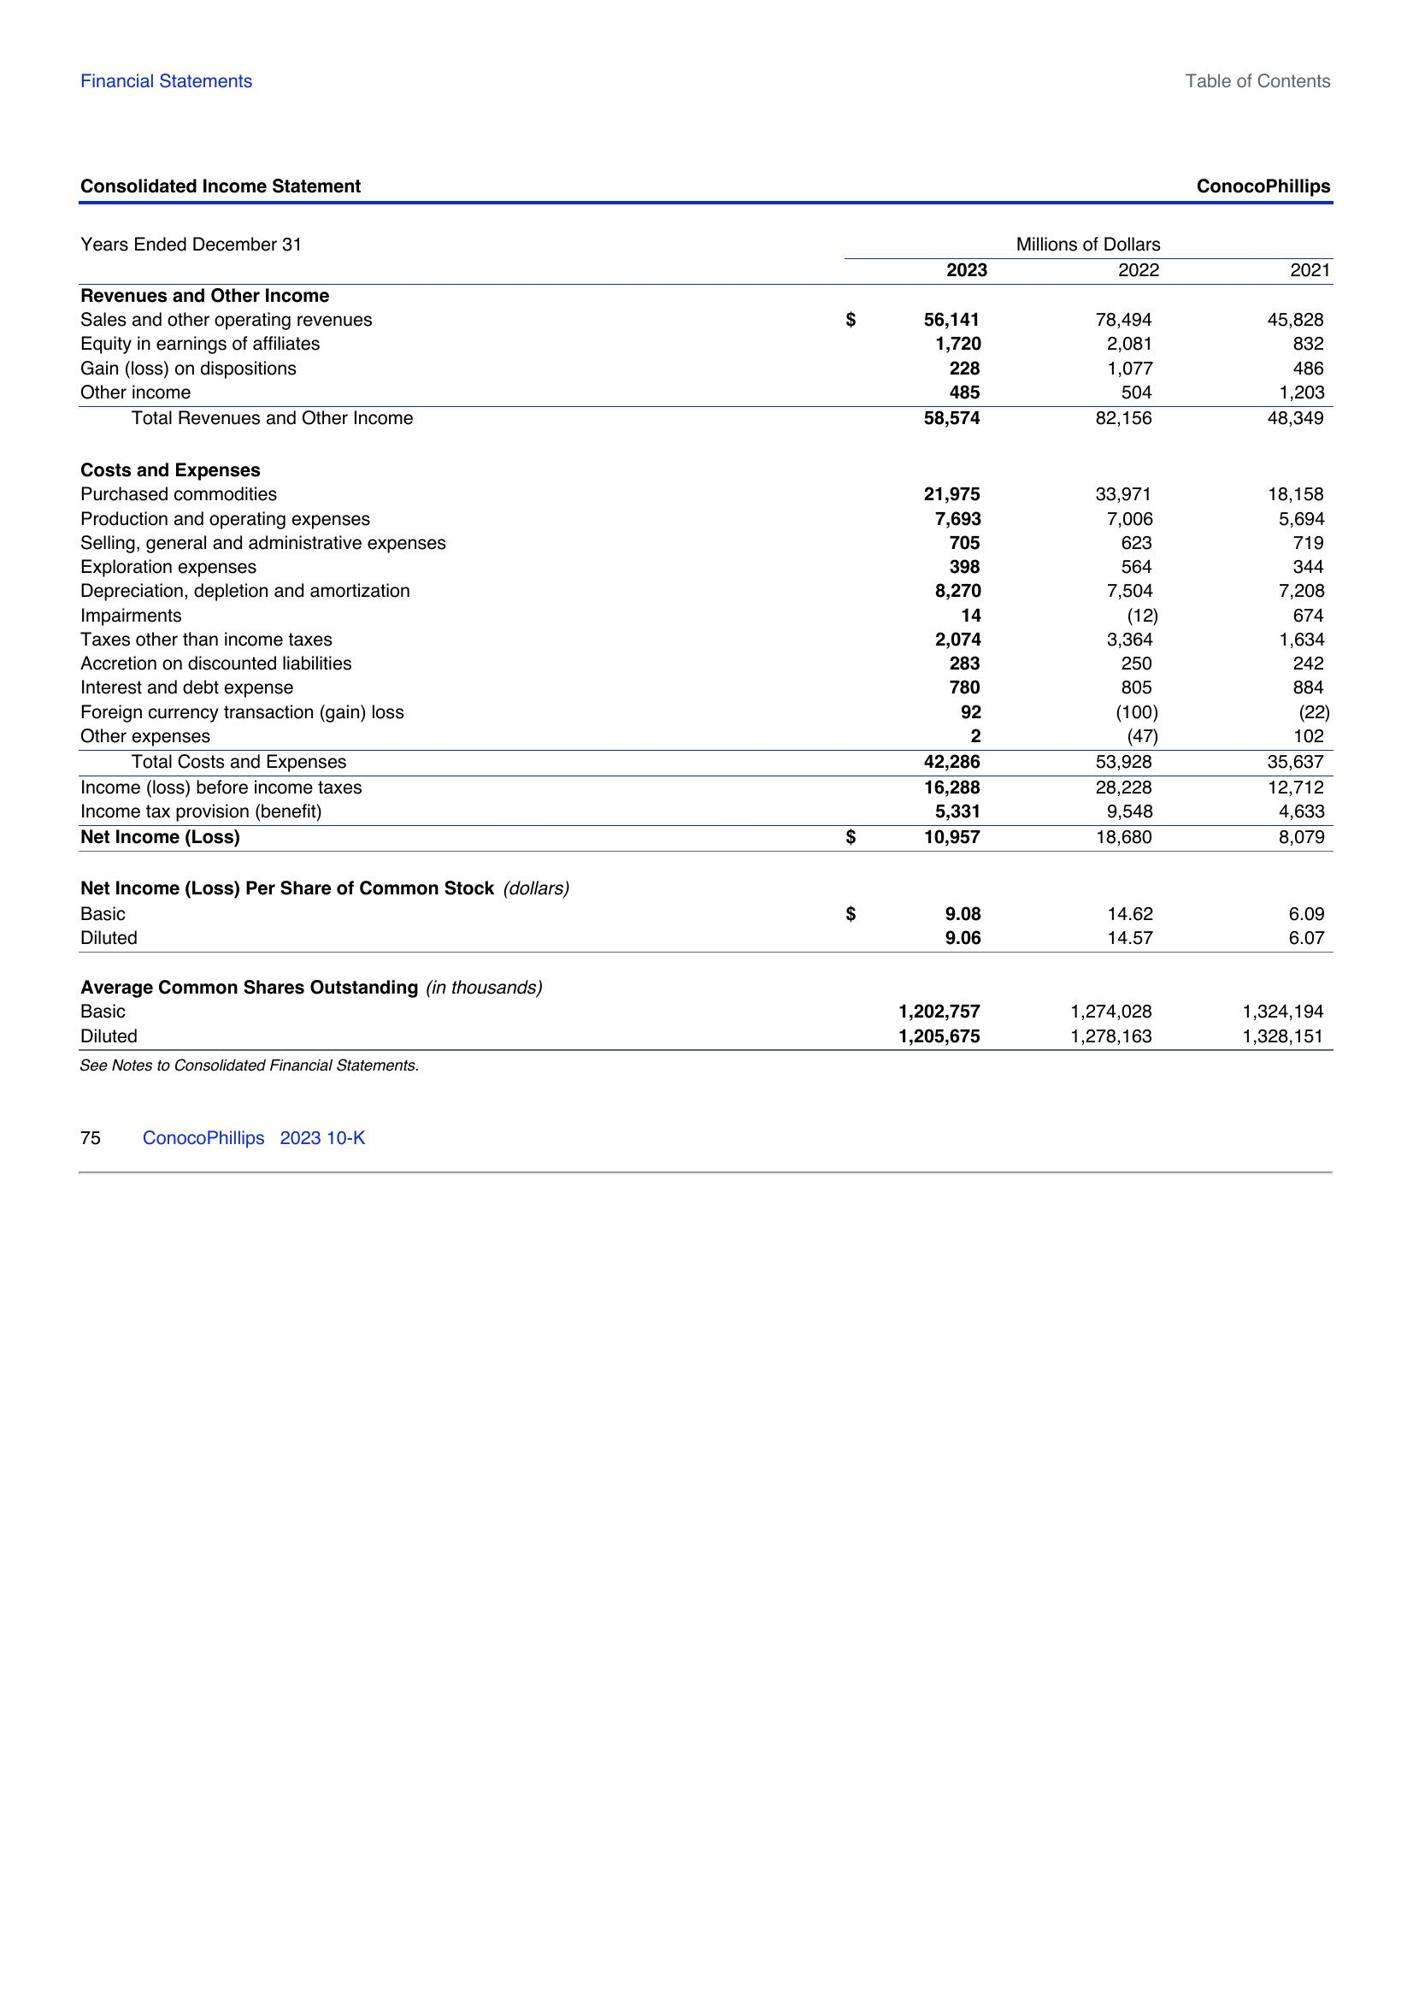 Financial Statements Table of Contents
Consolidated Income Statement ConocoPhillips
Years Ended December 31 Millions of Dollars
2023 2022 2021
Revenues and Other Income
Sales and other operating revenues $ 56,141 78,494 45,828
Equity in earnings of affiliates 1,720 2,081 832
Gain (loss) on dispositions 228 1,077 486
Other income 485 504 1,203
Total Revenues and Other Income 58,574 82,156 48,349
Costs and Expenses
Purchased commodities 21,975 33,971 18,158
Production and operating expenses 7,693 7,006 5,694
Selling, general and administrative expenses 705 623 719
Exploration expenses 398 564 344
Depreciation, depletion and amortization 8,270 7,504 7,208
Impairments 14 (12) 674
Taxes other than income taxes 2,074 3,364 1,634
Accretion on discounted liabilities 283 250 242
Interest and debt expense 780 805 884
Foreign currency transaction (gain) loss 92 (100) (22)
Other expenses 2 (47) 102
Total Costs and Expenses 42,286 53,928 35,637
Income (loss) before income taxes 16,288 28,228 12,712
Income tax provision (benefit) 5,331 9,548 4,633
Net Income (Loss) $ 10,957 18,680 8,079
Net Income (Loss) Per Share of Common Stock (dollars)
Basic $ 9.08 14.62 6.09
Diluted 9.06 14.57 6.07
Average Common Shares Outstanding (in thousands)
Basic 1,202,757 1,274,028 1,324,194
Diluted 1,205,675 1,278,163 1,328,151
See Notes to Consolidated Financial Statements.
75 ConocoPhillips 2023 10-K